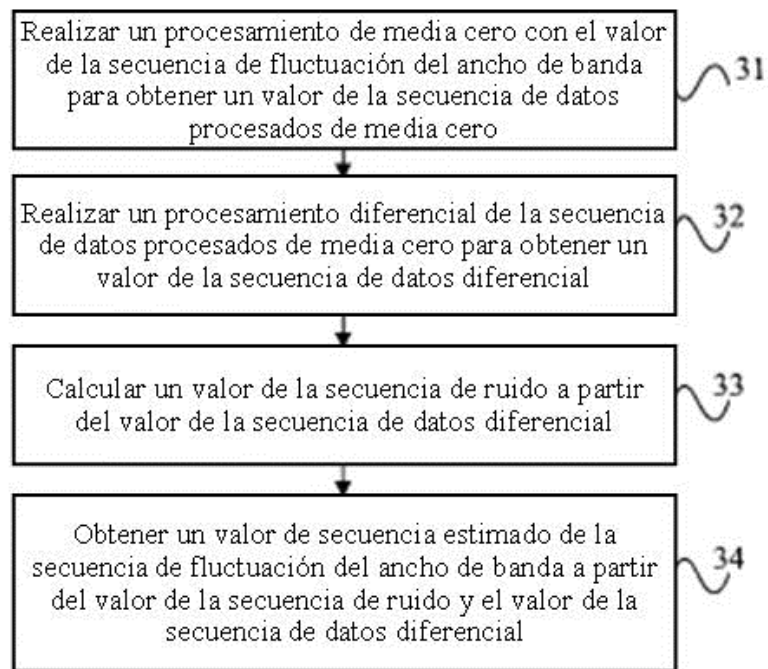 Realizar un procesamiento de media cero con el valor
de la secuencia de fluctuación del ancho de banda
para obtener un valor de la secuencia de datos
procesados de media cero
31
Realizar un procesamiento diferencial de la secuencia
de datos procesados de media cero para obtener un
valor de la secuencia de datos diferencial
32
Calcular un valor de la secuencia de ruido a partir
del valor de la secuencia de datos diferencial
33
Obtener un valor de secuencia estimado de la
secuencia de fluctuación del ancho de banda a partir
del valor de la secuencia de ruido y el valor de la
secuencia de datos diferencial
34